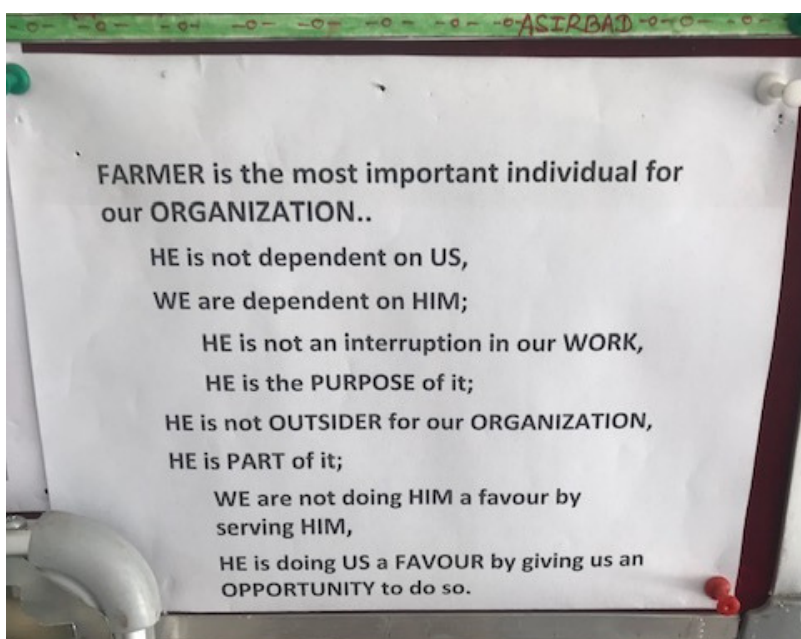 ASIRBAD
FARMER is the most important individual for
our ORGANIZATION..
HE is not dependent on US,
WE are dependent on HIM;
HE is not an interruption in our WORK,
HE is the PURPOSE of it;
HE is not OUTSIDER for our ORGANIZATION,
HE is PART of it;
WE are not doing HIM a favour by
serving HIM,
HE is doing US a FAVOUR by giving us an
OPPORTUNITY to do so.